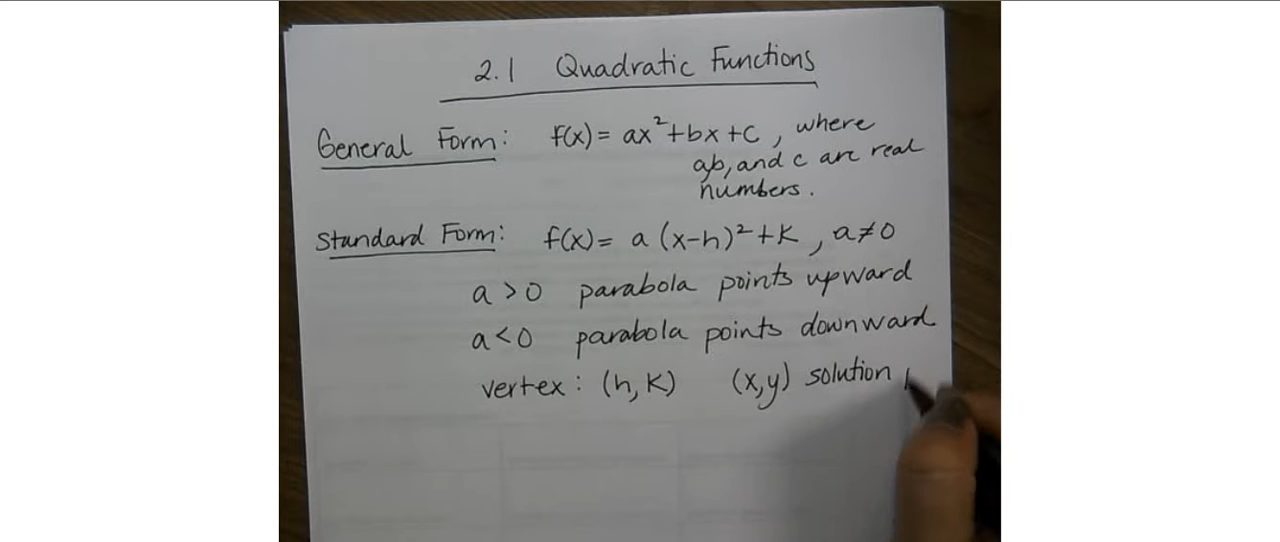 2.1 Quadratic Functions
General Form: f(x) = ax²+bx+c, where
a,b, and c are real
numbers.
Standard Form: f(x) = a(x-h)²+k, a≠0
a>0 parabola points upward
a<0 parabola points downward
vertex: (h,k) (x,y) solution